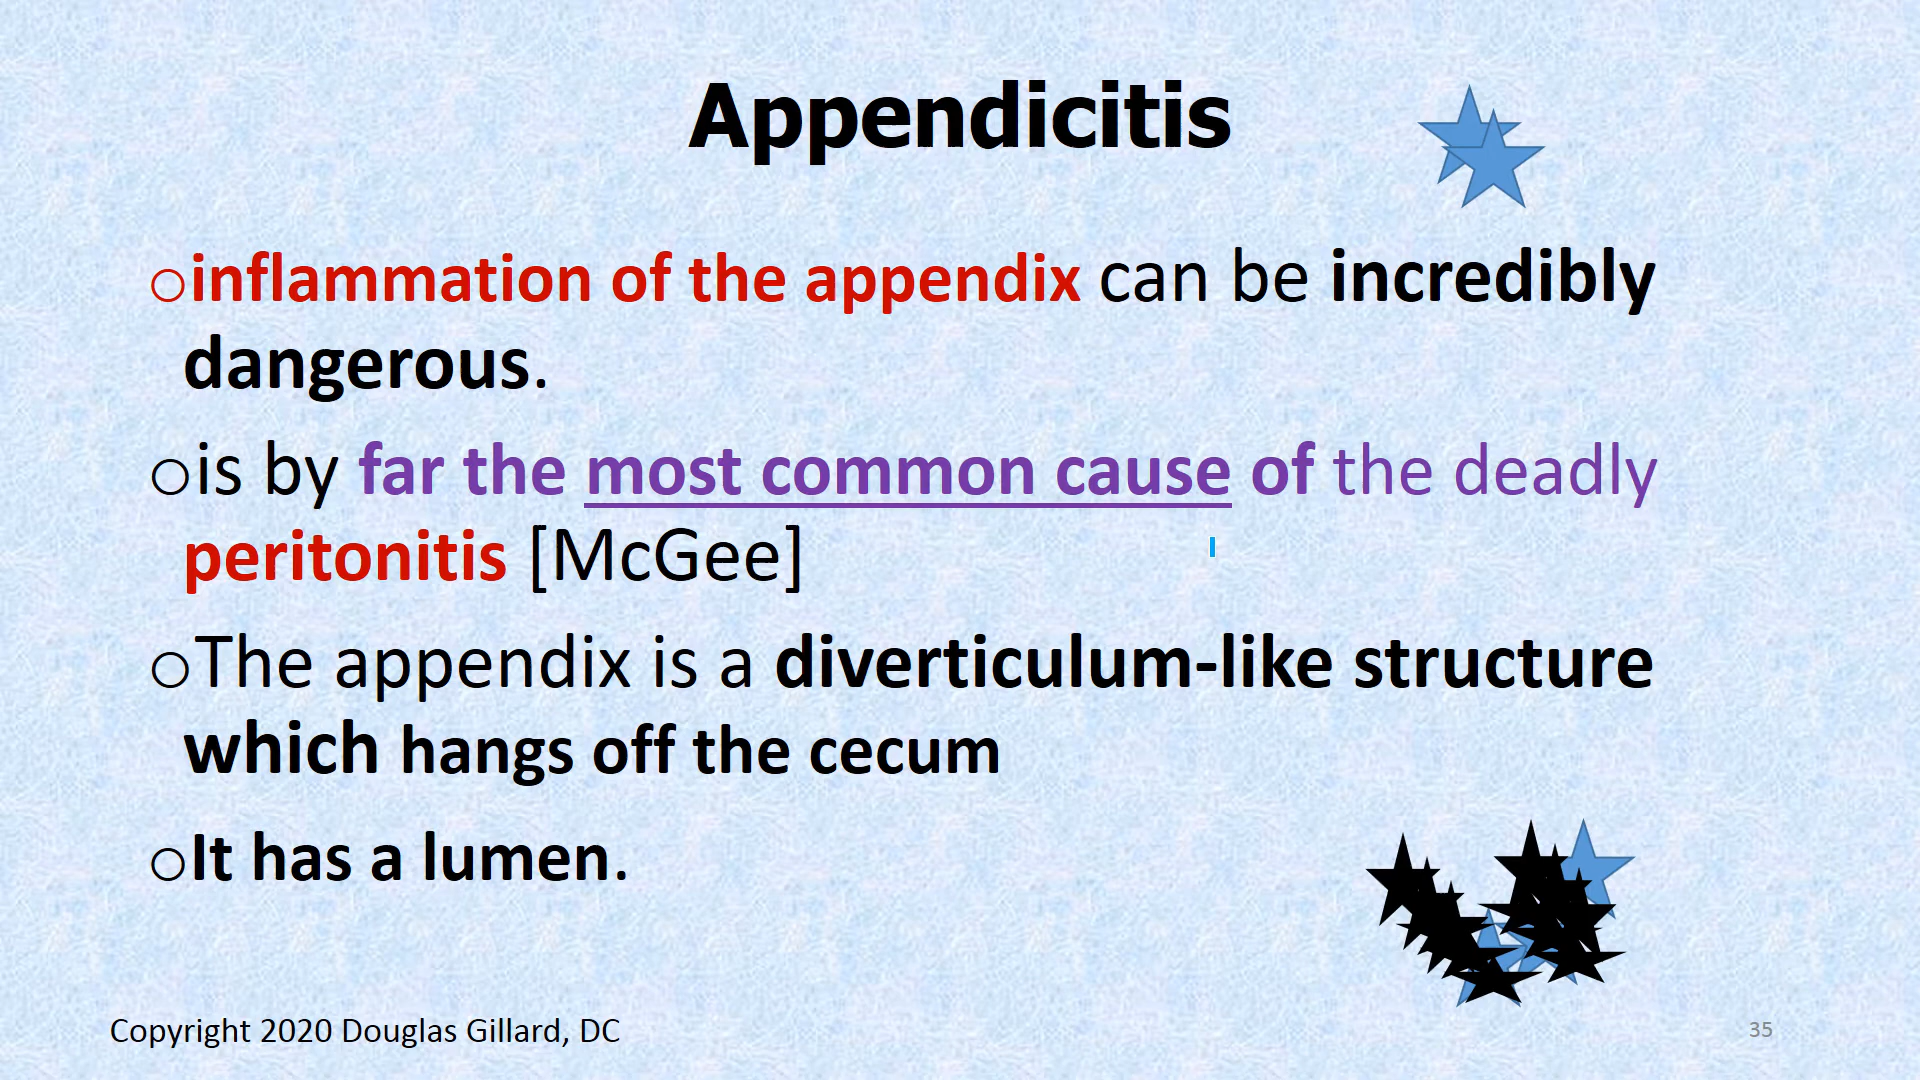 Appendicitis
oinflammation of the appendix can be incredibly
dangerous.
ois by far the most common cause of the deadly
peritonitis [McGee]
oThe appendix is a diverticulum-like structure
which hangs off the cecum
oIt has a lumen.
Copyright 2020 Douglas Gillard, DC
35